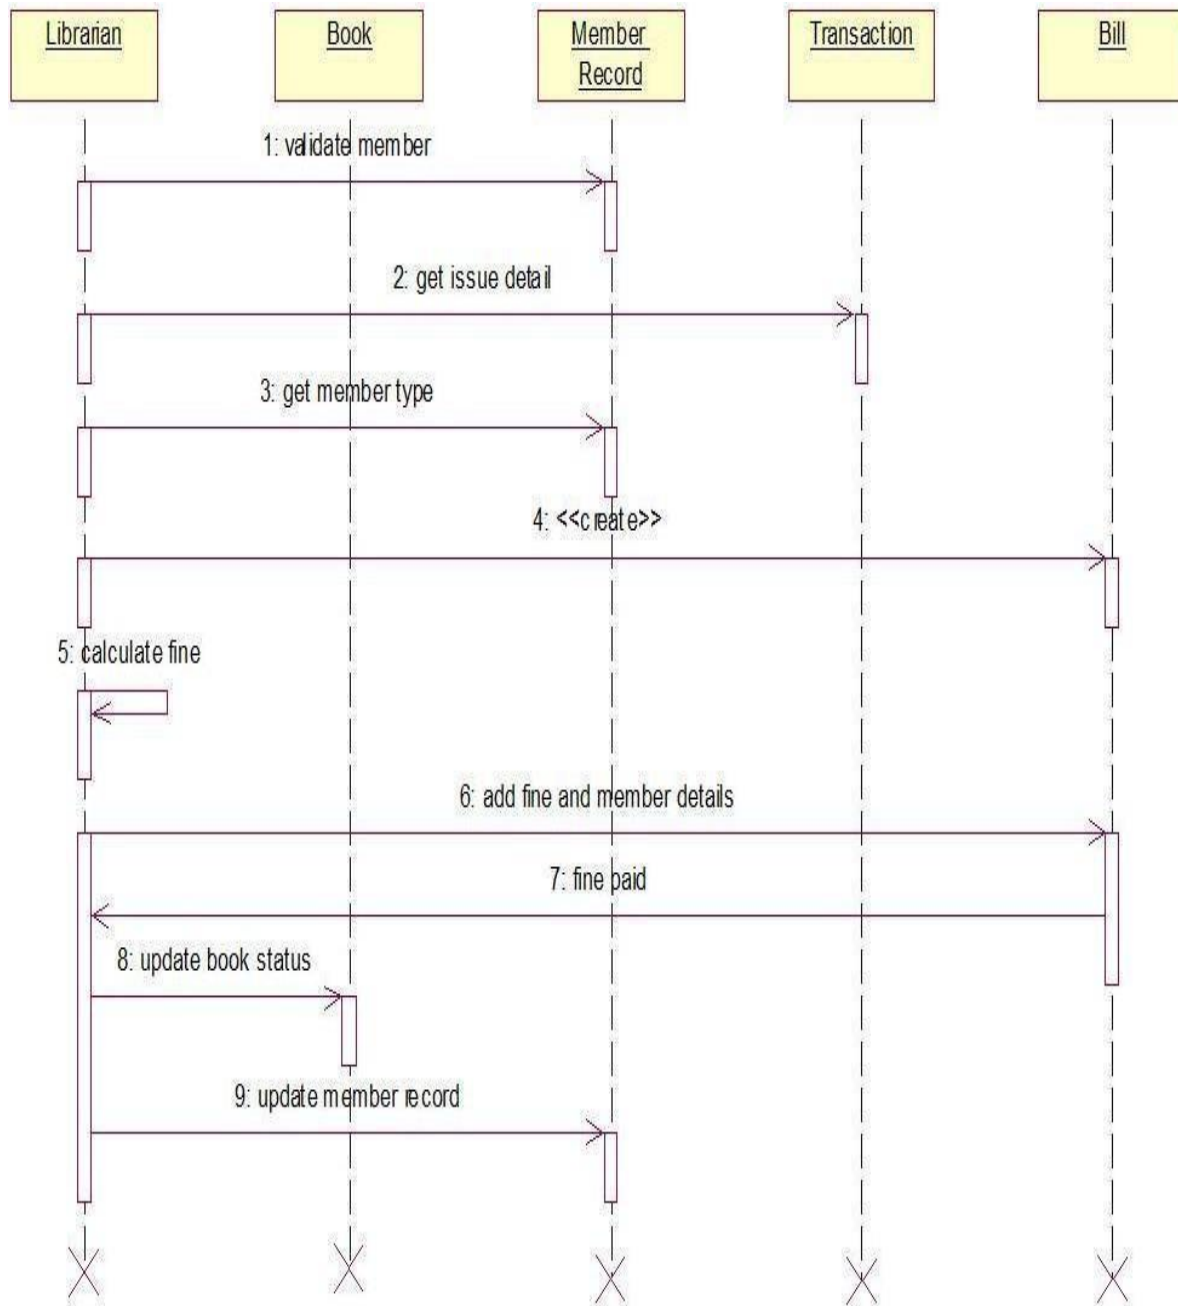 Librarian
Book
Member
Record
Transaction
Bill
1: validate member
2: get issue detail
3: get member type
4: <<create>>
5: calculate fine
6: add fine and member details
7: fine paid
8: update book status
9: update member record